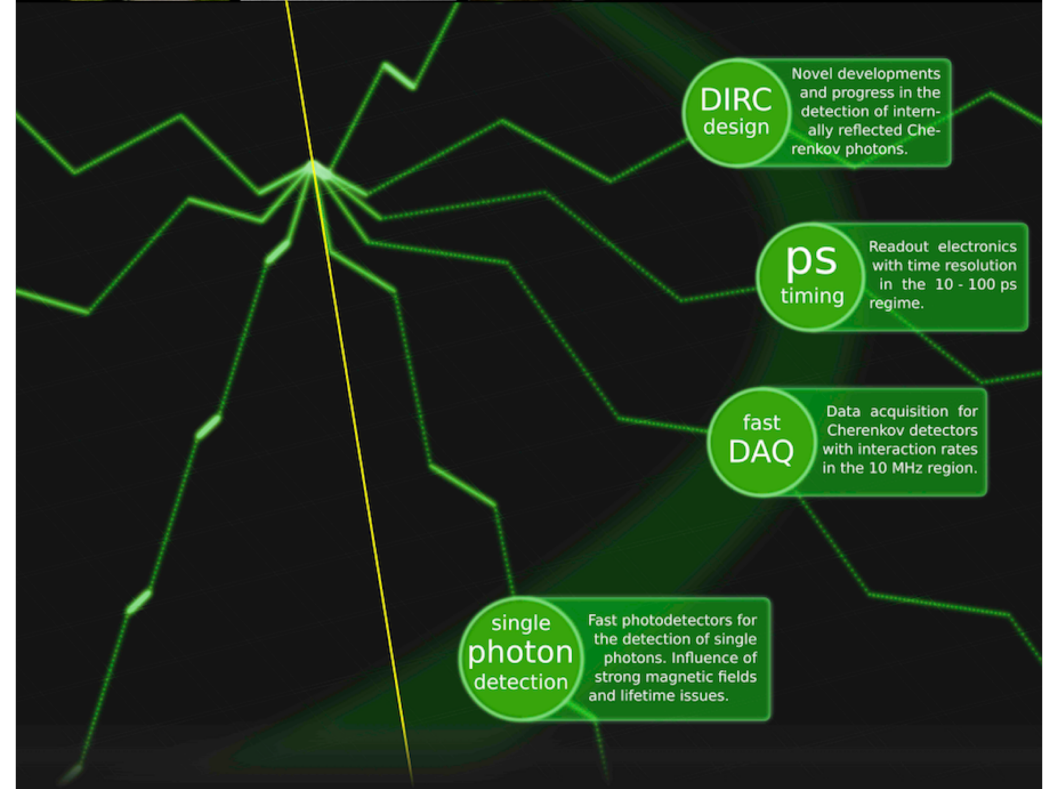 DIRC
design
Novel developments
and progress in the
detection of intern-
ally reflected Che-
renkov photons.
ps
timing
Readout electronics
with time resolution
in the 10 - 100 ps
regime.
fast
DAQ
Data acquisition for
Cherenkov detectors
with interaction rates
in the 10 MHz region.
single
photon
detection
Fast photodetectors for
the detection of single
photons. Influence of
strong magnetic fields
and lifetime issues.